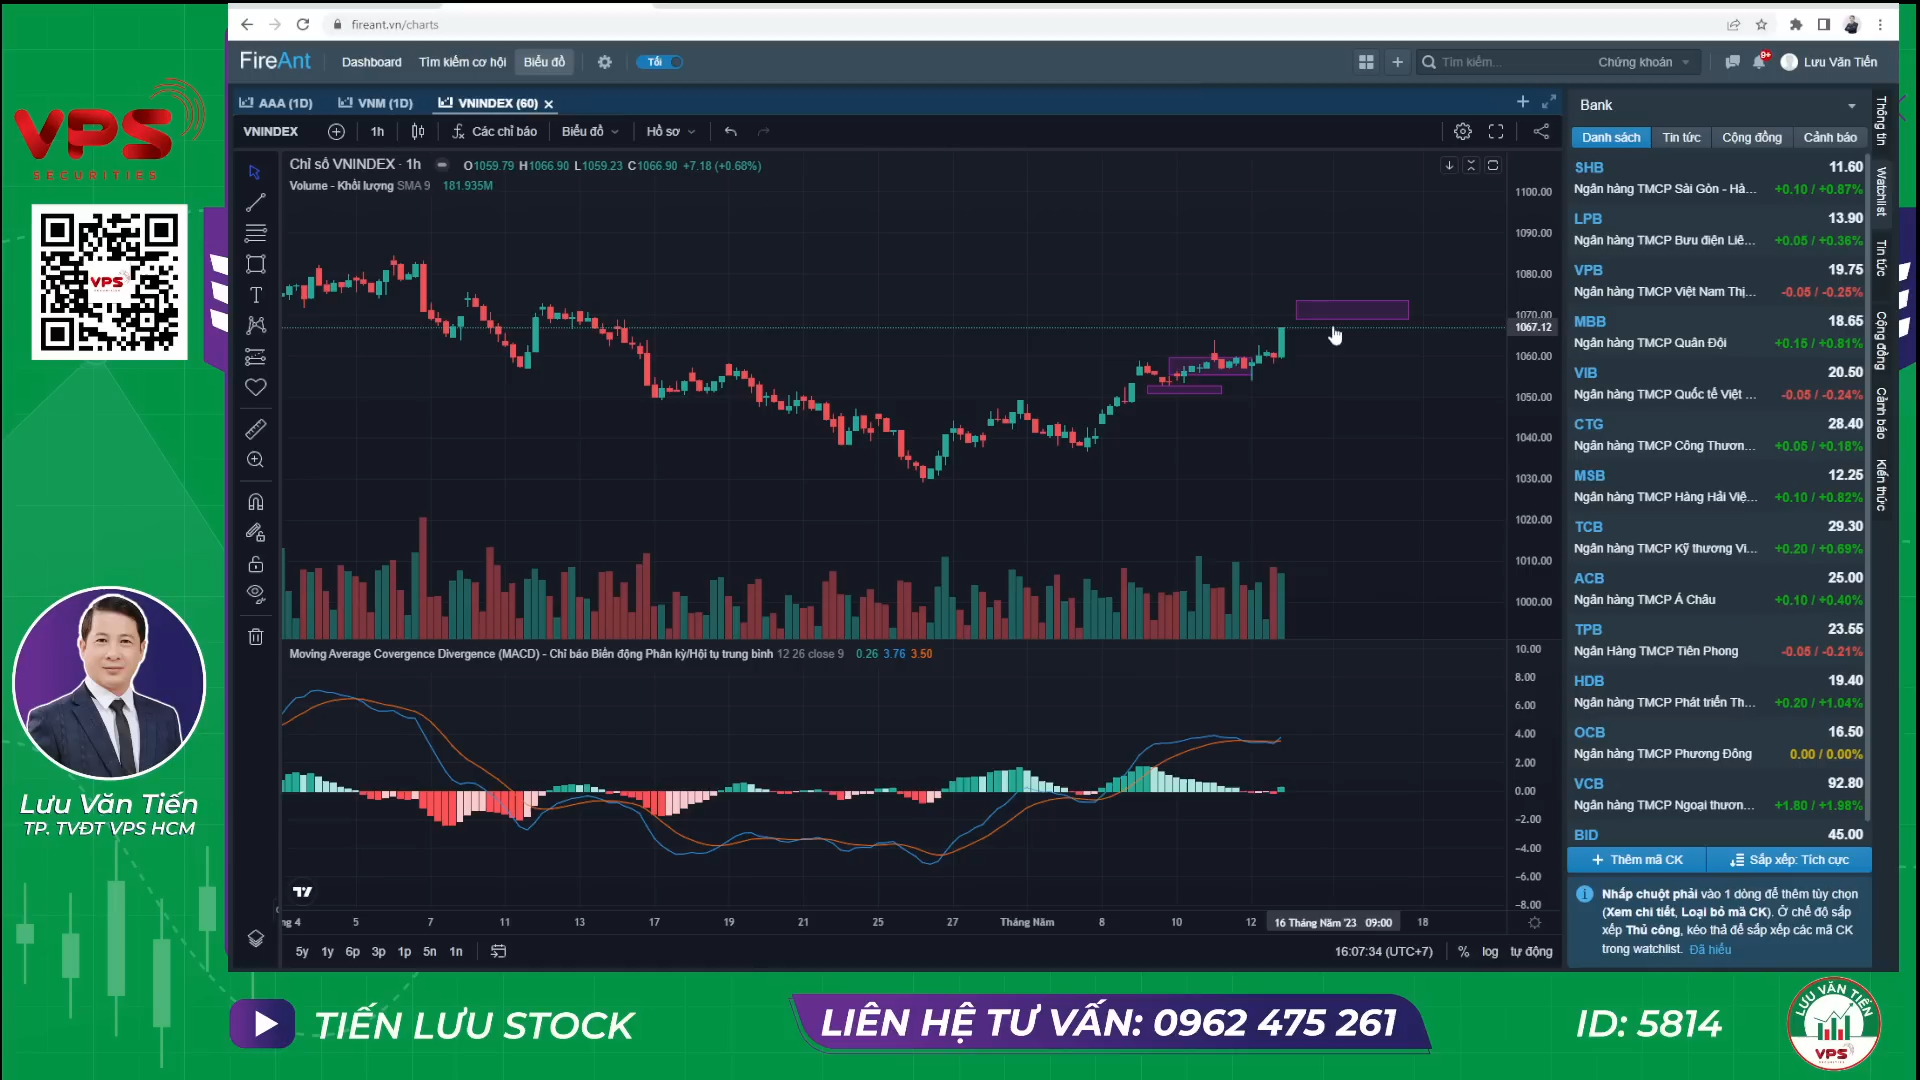 fireant.vn/charts
FireAnt
Dashboard
Tìm kiếm cơ hội
Biểu đồ
Tối
Tìm kiếm...
Chứng khoán
9+
Lưu Văn Tiến
AAA (1D)
VNM (1D)
VNINDEX (60)
VNINDEX
1h
Các chỉ báo
Biểu đồ
Hồ sơ
Chỉ số VNINDEX · 1h
O1059.79 H1066.90 L1059.23 C1066.90 +7.18 (+0.68%)
Volume - Khối lượng SMA 9 181.935M
1100.00
1090.00
1080.00
1070.00
1067.12
1060.00
1050.00
1040.00
1030.00
1020.00
1010.00
1000.00
Moving Average Covergence Divergence (MACD) - Chỉ báo Biến động Phân kỳ/Hội tụ trung bình 12 26 close 9 0.26 3.76 3.50
10.00
8.00
6.00
4.00
2.00
0.00
−2.00
−4.00
−6.00
−8.00
ng 4
5
7
11
13
17
19
21
25
27
Tháng Năm
8
10
12
16 Tháng Năm '23 09:00
18
5y 1y 6p 3p 1p 5n 1n
16:07:34 (UTC+7)
% log tự động
Bank
Danh sách
Tin tức
Cộng đồng
Cảnh báo
SHB 11.60
Ngân hàng TMCP Sài Gòn - Hà... +0.10 / +0.87%
LPB 13.90
Ngân hàng TMCP Bưu điện Liê... +0.05 / +0.36%
VPB 19.75
Ngân hàng TMCP Việt Nam Thị... -0.05 / -0.25%
MBB 18.65
Ngân hàng TMCP Quân Đội +0.15 / +0.81%
VIB 20.50
Ngân hàng TMCP Quốc tế Việt ... -0.05 / -0.24%
CTG 28.40
Ngân hàng TMCP Công Thươn... +0.05 / +0.18%
MSB 12.25
Ngân hàng TMCP Hàng Hải Việ... +0.10 / +0.82%
TCB 29.30
Ngân hàng TMCP Kỹ thương Vi... +0.20 / +0.69%
ACB 25.00
Ngân hàng TMCP Á Châu +0.10 / +0.40%
TPB 23.55
Ngân Hàng TMCP Tiên Phong -0.05 / -0.21%
HDB 19.40
Ngân hàng TMCP Phát triển Th... +0.20 / +1.04%
OCB 16.50
Ngân hàng TMCP Phương Đông 0.00 / 0.00%
VCB 92.80
Ngân hàng TMCP Ngoại thươn... +1.80 / +1.98%
BID 45.00
Thêm mã CK
Sắp xếp: Tích cực
Nhấp chuột phải vào 1 dòng để thêm tùy chọn
(Xem chi tiết, Loại bỏ mã CK). Ở chế độ sắp
xếp Thủ công, kéo thả để sắp xếp các mã CK
trong watchlist. Đã hiểu
Thông tin
Watchlist
Tin tức
Cộng đồng
Cảnh báo
Kiến thức
VPS
SECURITIES
VPS
Lưu Văn Tiến
TP. TVĐT VPS HCM
TIẾN LƯU STOCK
LIÊN HỆ TƯ VẤN: 0962 475 261
ID: 5814
LƯU VĂN TIẾN
VPS